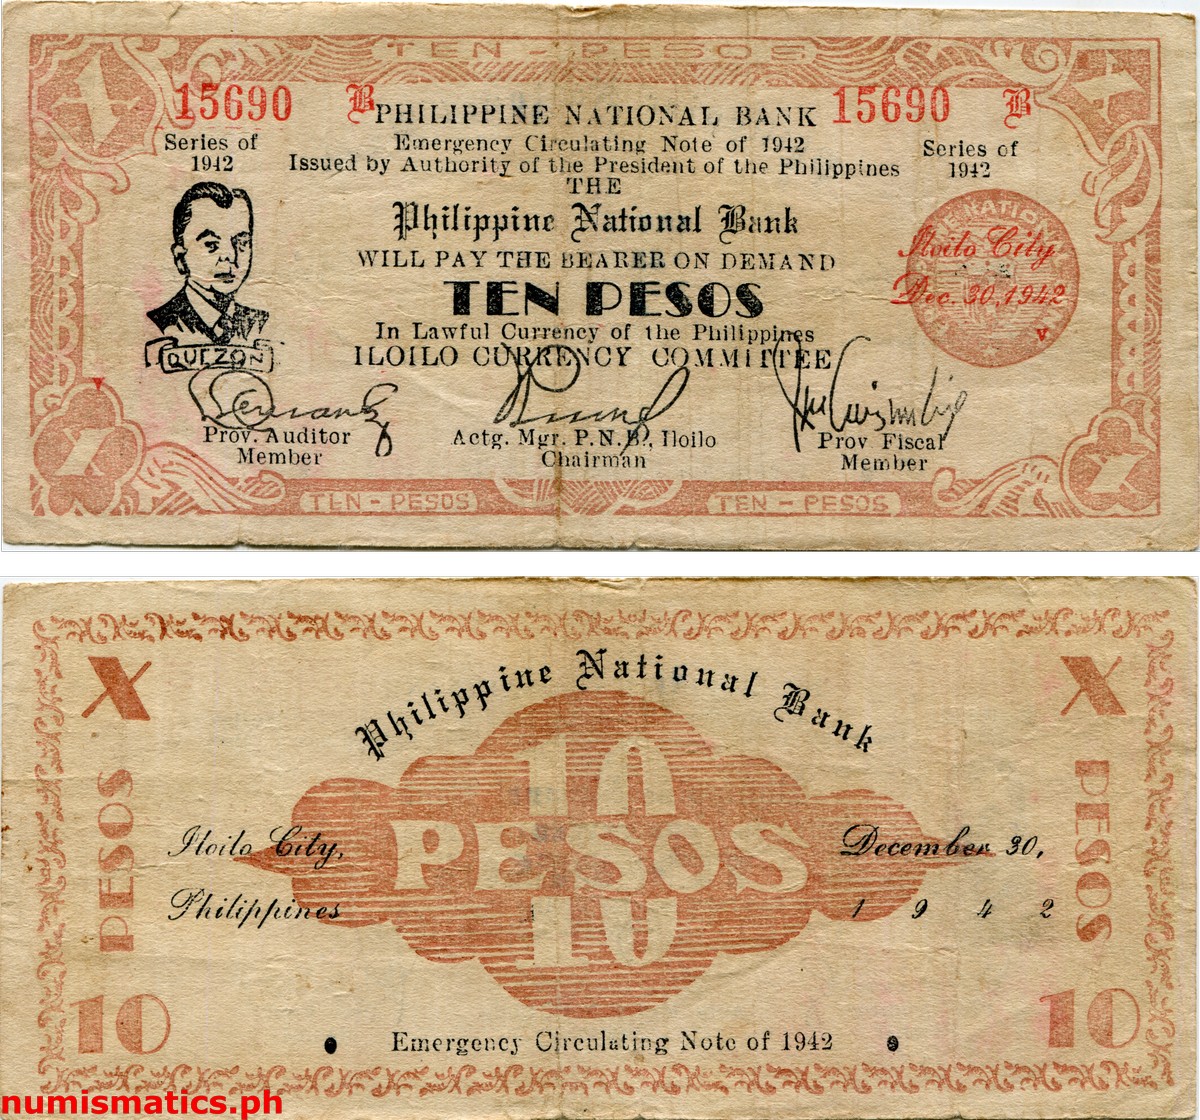 TEN - PESOS
X X
15690 B 15690 B
PHILIPPINE NATIONAL BANK
Series of
1942
Emergency Circulating Note of 1942
Series of
1942
Issued by Authority of the President of the Philippines
THE
Philippine National Bank
WILL PAY THE BEARER ON DEMAND
TEN PESOS
Iloilo City
Dec. 30, 1942
V
In Lawful Currency of the Philippines
QUEZON
ILOILO CURRENCY COMMITTEE
Prov. Auditor
Member
Actg. Mgr. P.N.B., Iloilo
Chairman
Prov Fiscal
Member
X X
TEN - PESOS TEN - PESOS
Philippine National Bank
X X
PESOS PESOS
10
PESOS
10
Iloilo City,
Philippines
December 30,
1942
10 10
Emergency Circulating Note of 1942
numismatics.ph